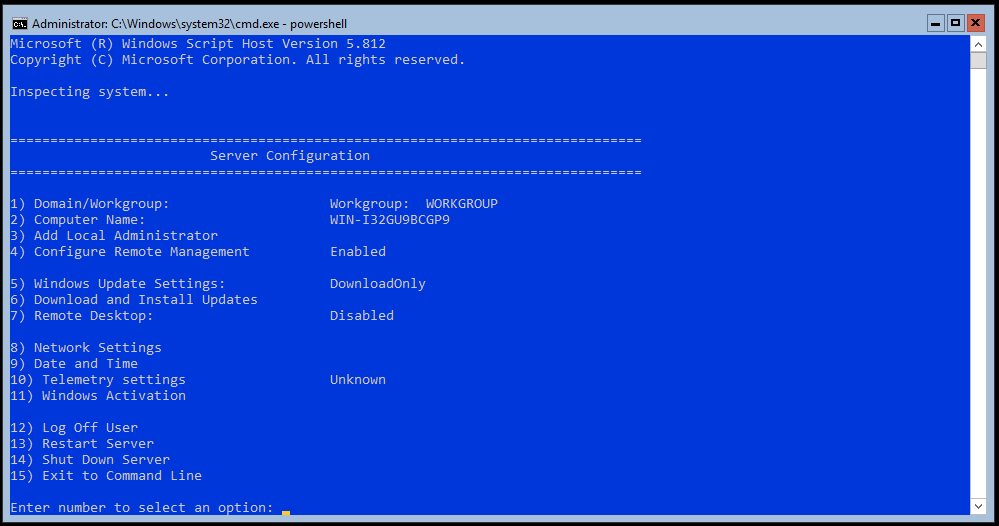 Administrator: C:\Windows\system32\cmd.exe - powershell
Microsoft (R) Windows Script Host Version 5.812
Copyright (C) Microsoft Corporation. All rights reserved.
Inspecting system...
===============================================================================
Server Configuration
===============================================================================
1) Domain/Workgroup: Workgroup: WORKGROUP
2) Computer Name: WIN-I32GU9BCGP9
3) Add Local Administrator
4) Configure Remote Management Enabled
5) Windows Update Settings: DownloadOnly
6) Download and Install Updates
7) Remote Desktop: Disabled
8) Network Settings
9) Date and Time
10) Telemetry settings Unknown
11) Windows Activation
12) Log Off User
13) Restart Server
14) Shut Down Server
15) Exit to Command Line
Enter number to select an option: